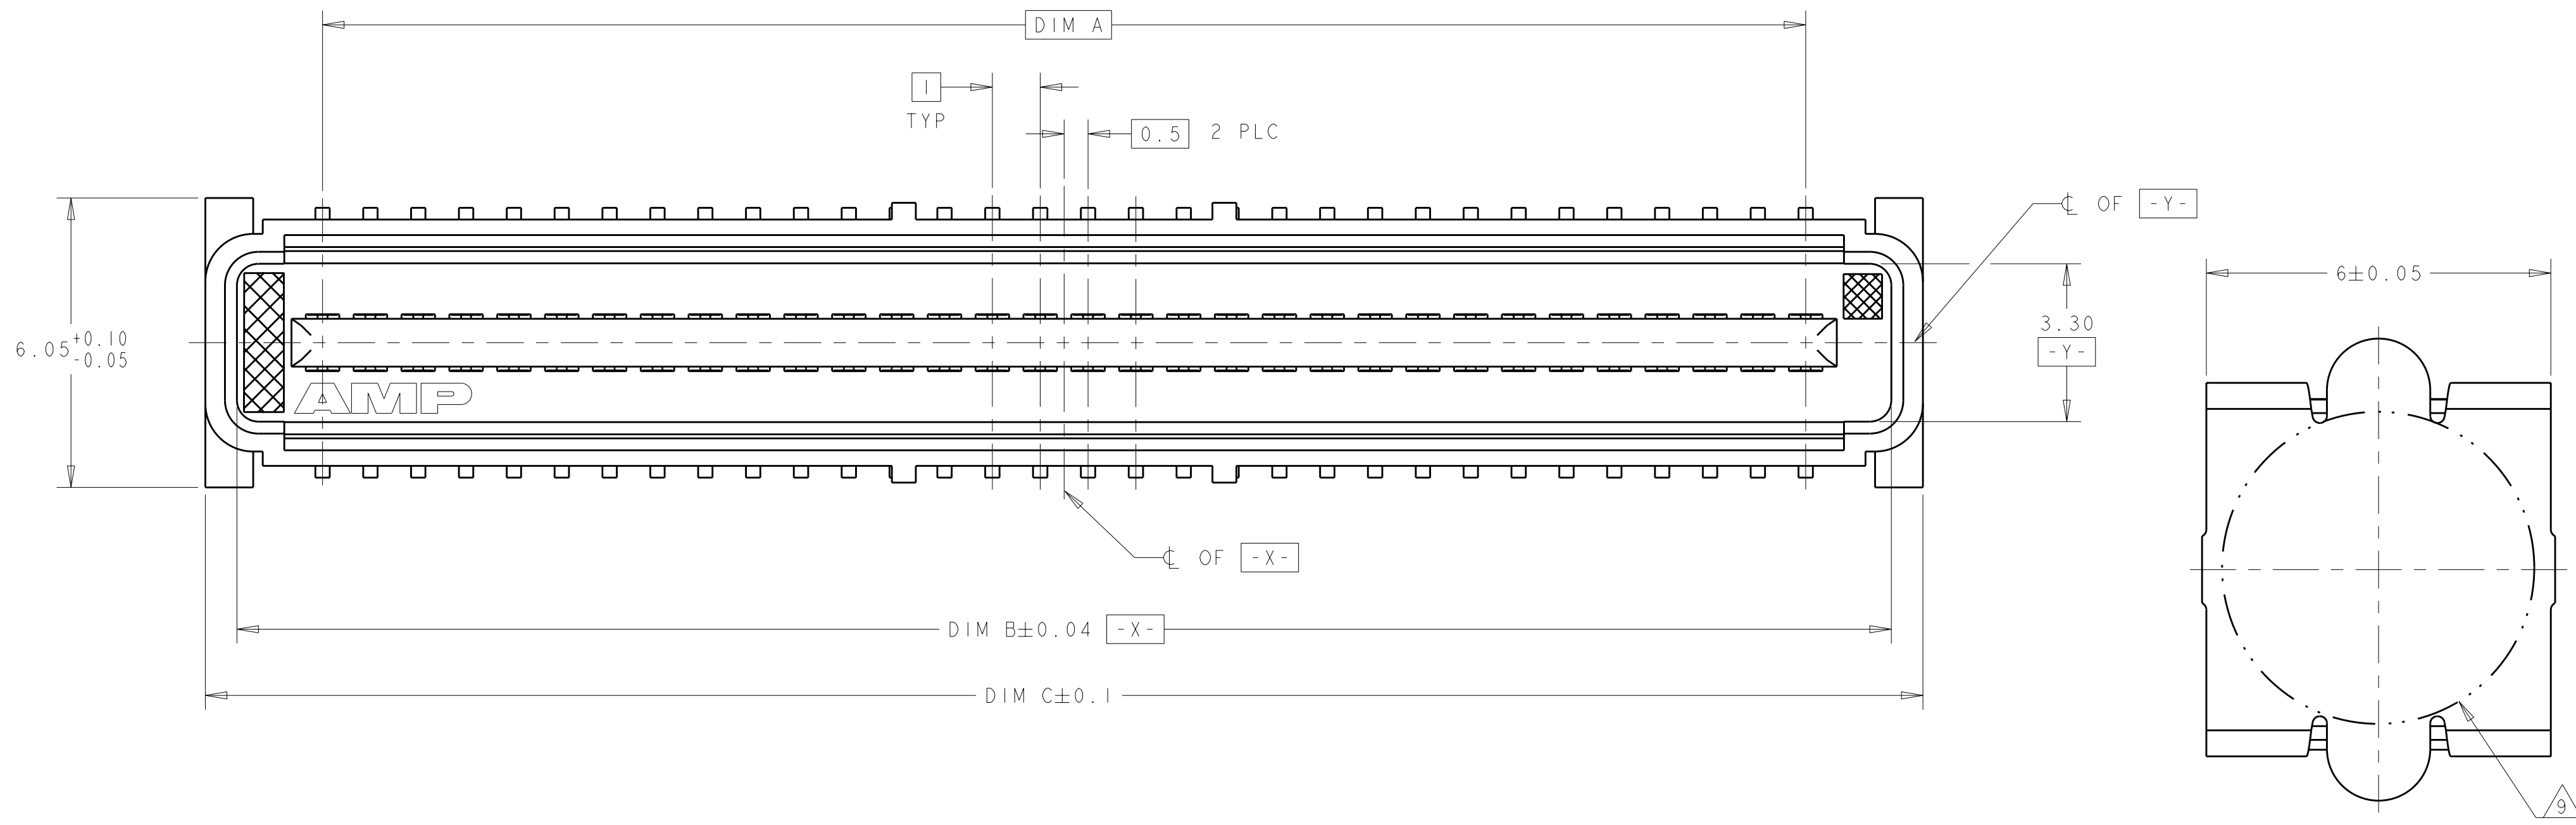 DIM A
1
TYP
0.5 2 PLC
℄ OF -Y-
6±0.05
3.30
-Y-
6.05 +0.10
-0.05
AMP
℄ OF -X-
DIM B±0.04 -X-
DIM C±0.1
9